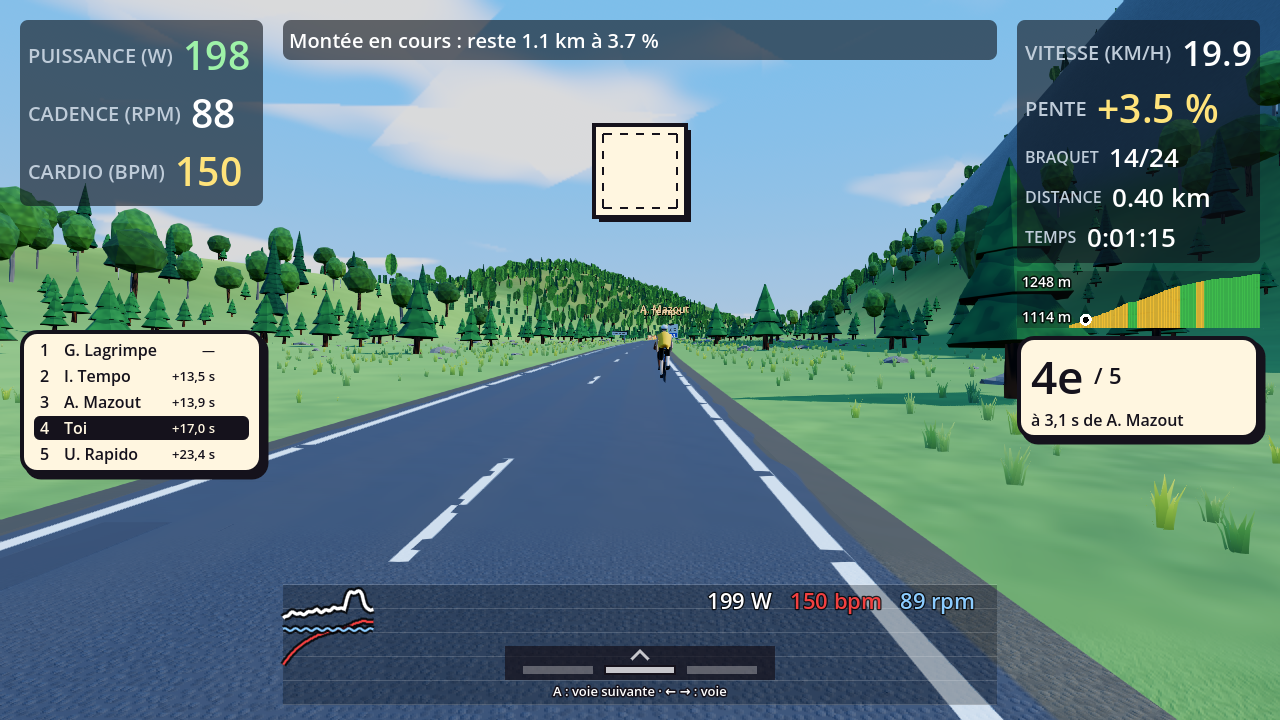 PUISSANCE (W) 198
CADENCE (RPM) 88
CARDIO (BPM) 150
Montée en cours : reste 1.1 km à 3.7 %
VITESSE (KM/H) 19.9
PENTE +3.5 %
BRAQUET 14/24
DISTANCE 0.40 km
TEMPS 0:01:15
1248 m
1114 m
1 G. Lagrimpe —
2 I. Tempo +13,5 s
3 A. Mazout +13,9 s
4 Toi +17,0 s
5 U. Rapido +23,4 s
4e / 5
à 3,1 s de A. Mazout
199 W 150 bpm 89 rpm
A : voie suivante · ← → : voie